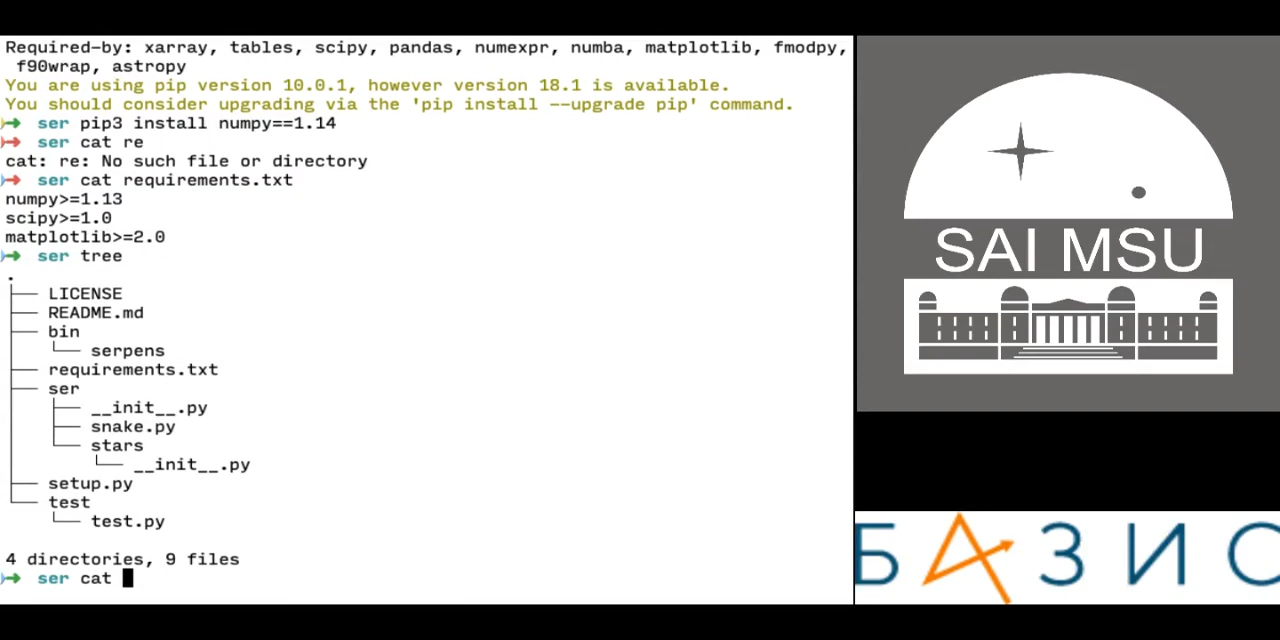 Required-by: xarray, tables, scipy, pandas, numexpr, numba, matplotlib, fmodpy,
f90wrap, astropy
You are using pip version 10.0.1, however version 18.1 is available.
You should consider upgrading via the 'pip install --upgrade pip' command.
ser pip3 install numpy==1.14
ser cat re
cat: re: No such file or directory
ser cat requirements.txt
numpy>=1.13
scipy>=1.0
matplotlib>=2.0
ser tree
.
├── LICENSE
├── README.md
├── bin
│   └── serpens
├── requirements.txt
├── ser
│   ├── __init__.py
│   ├── snake.py
│   └── stars
│       └── __init__.py
├── setup.py
└── test
    └── test.py
4 directories, 9 files
ser cat
SAI MSU
БАЗИС